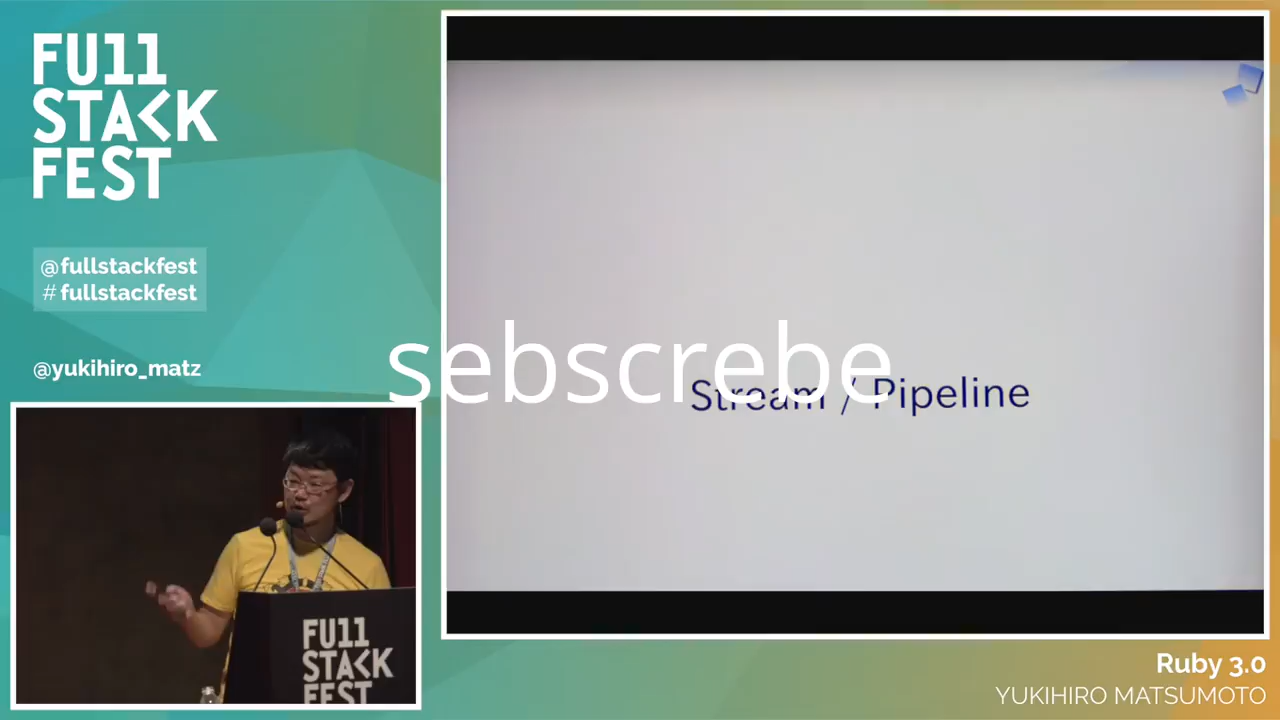 FU11
STACK
FEST
@fullstackfest
#fullstackfest
@yukihiro_matz
sebscrebe
Stream / Pipeline
FU11
STACK
FEST
Ruby 3.0
YUKIHIRO MATSUMOTO